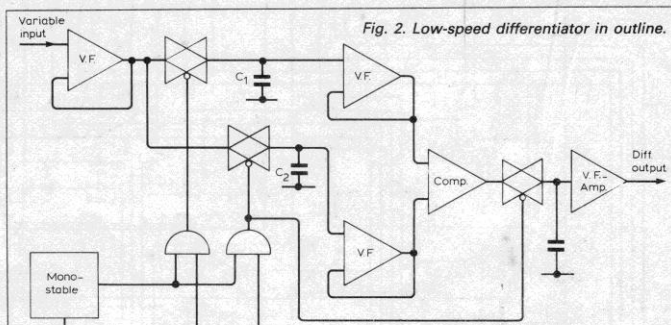 Variable
input
Fig. 2. Low-speed differentiator in outline.
V.F.
C1
V.F.
C2
Comp.
V.F.-
Amp.
Diff
output
V.F.
Mono-
stable